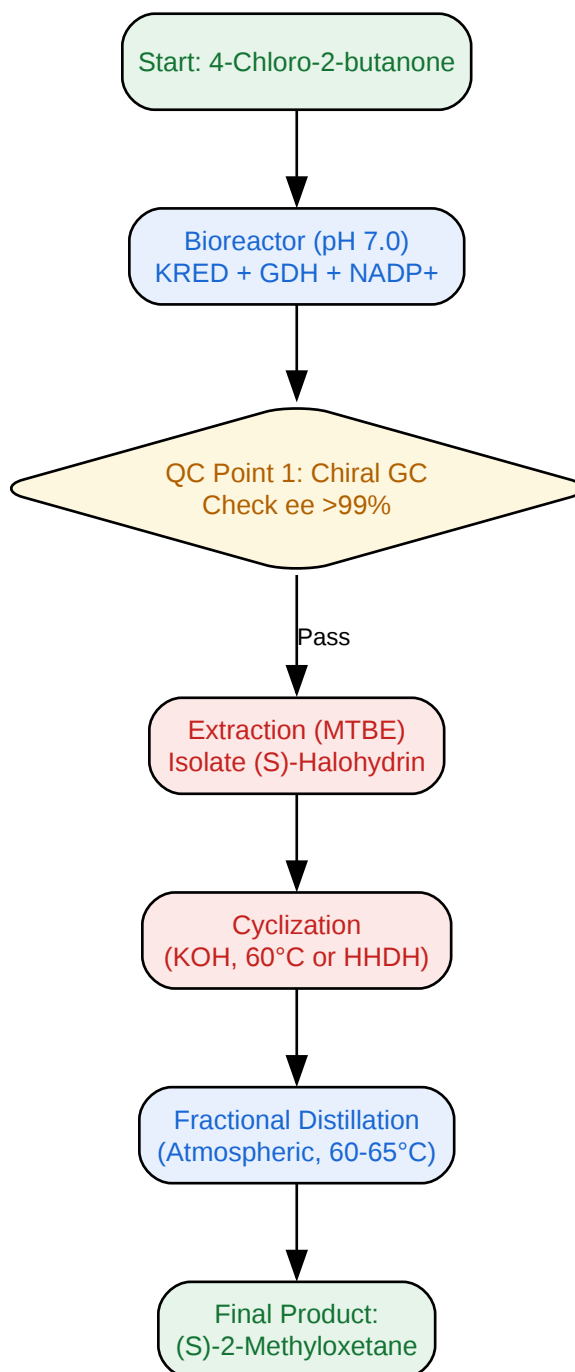 Start: 4-Chloro-2-butanone
Bioreactor (pH 7.0)
KRED + GDH + NADP+
QC Point 1: Chiral GC
Check ee >99%
Pass
Extraction (MTBE)
Isolate (S)-Halohydrin
Cyclization
(KOH, 60°C or HHDH)
Fractional Distillation
(Atmospheric, 60-65°C)
Final Product:
(S)-2-Methyloxetane